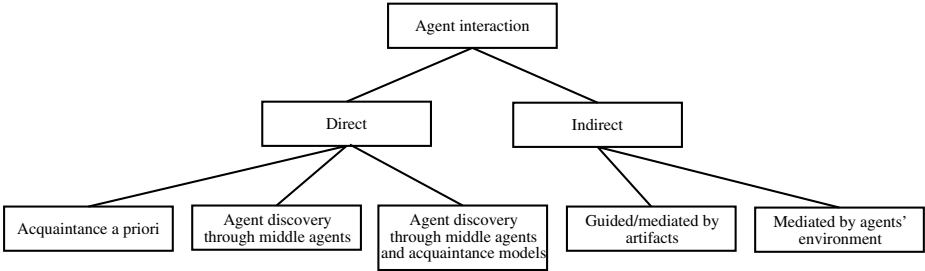 Agent interaction
Direct
Indirect
Acquaintance a priori
Agent discovery
through middle agents
Agent discovery
through middle agents
and acquaintance models
Guided/mediated by
artifacts
Mediated by agents’
environment